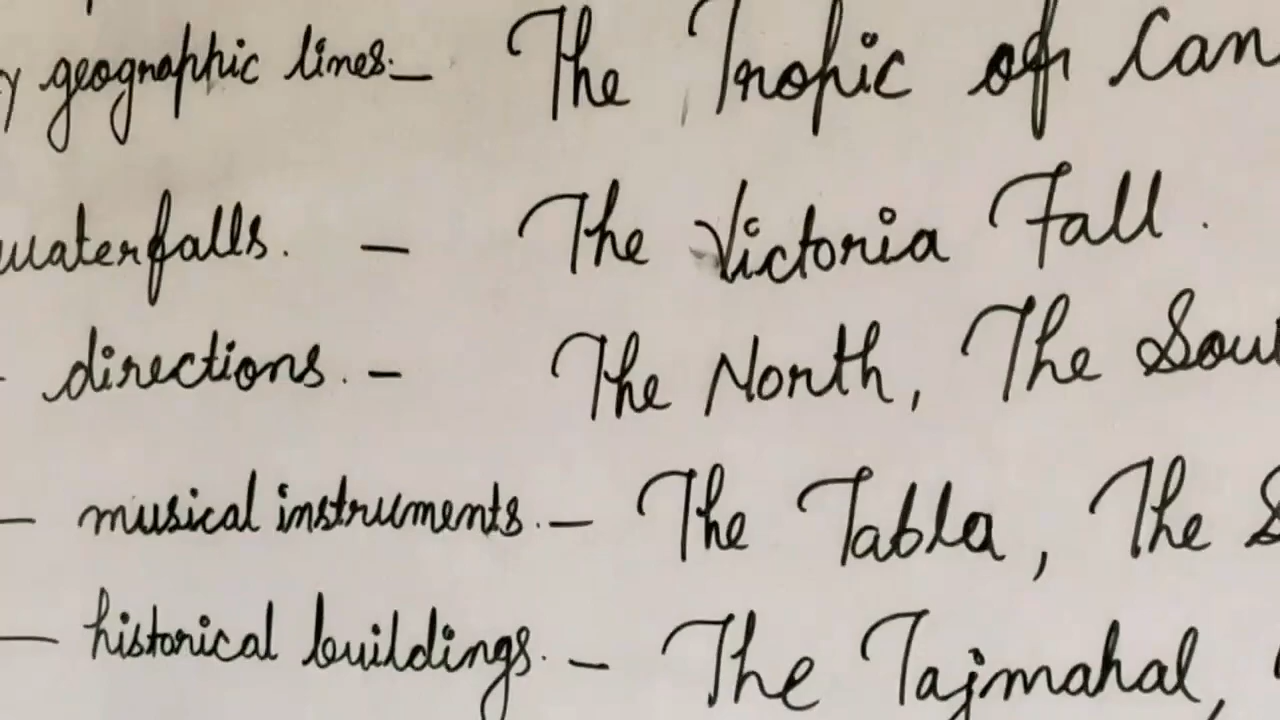 geographic lines. - The Tropic of Can
waterfalls. - The Victoria Fall.
- directions. - The North, The Sou
- musical instruments. - The Tabla, The S
- historical buildings. - The Tajmahal,